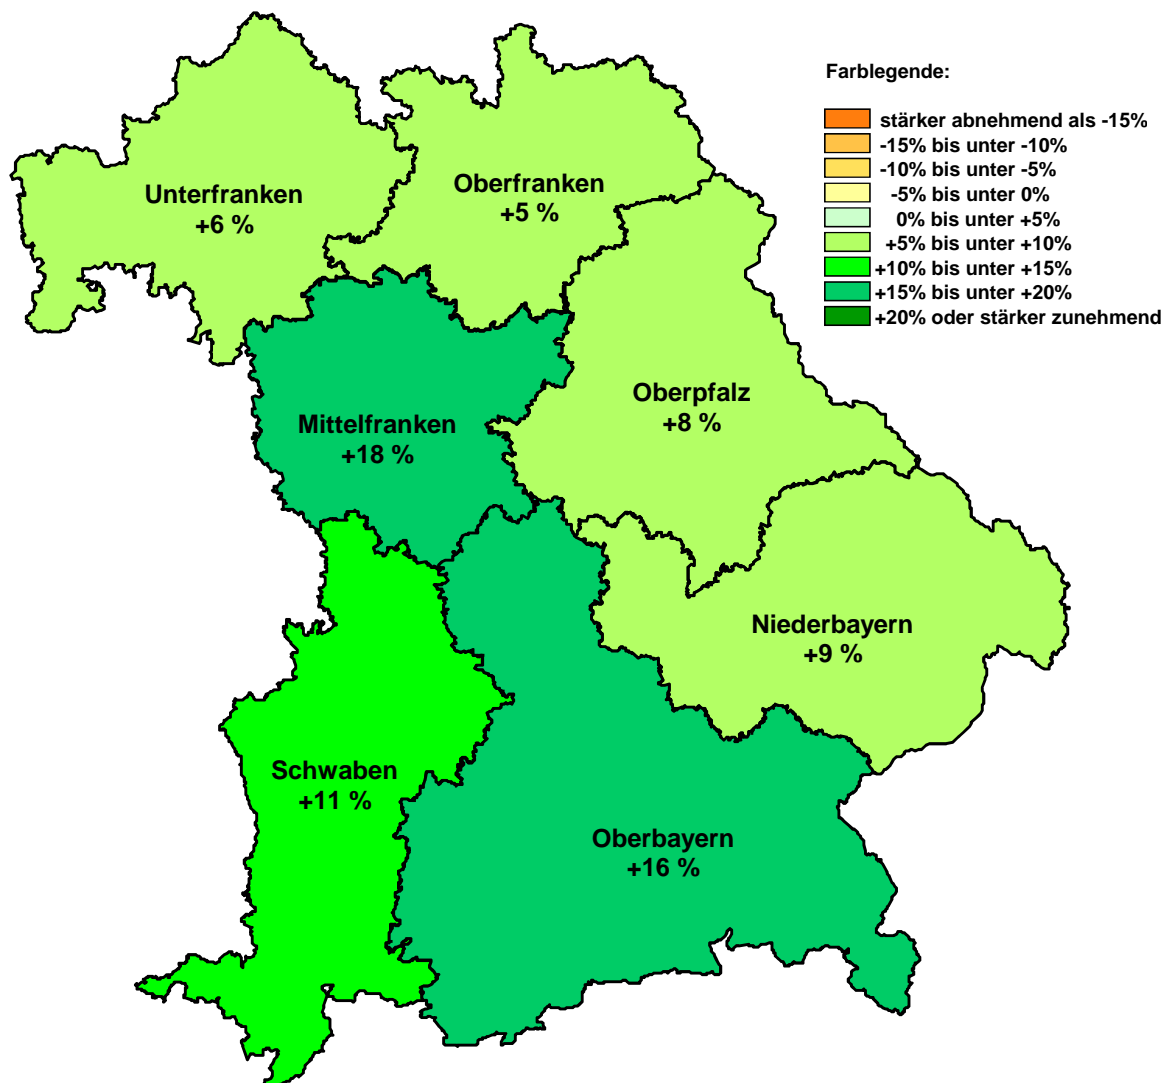 Farblegende:
stärker abnehmend als -15%
-15% bis unter -10%
-10% bis unter -5%
-5% bis unter 0%
0% bis unter +5%
+5% bis unter +10%
+10% bis unter +15%
+15% bis unter +20%
+20% oder stärker zunehmend
Unterfranken
+6 %
Oberfranken
+5 %
Oberpfalz
+8 %
Mittelfranken
+18 %
Niederbayern
+9 %
Schwaben
+11 %
Oberbayern
+16 %